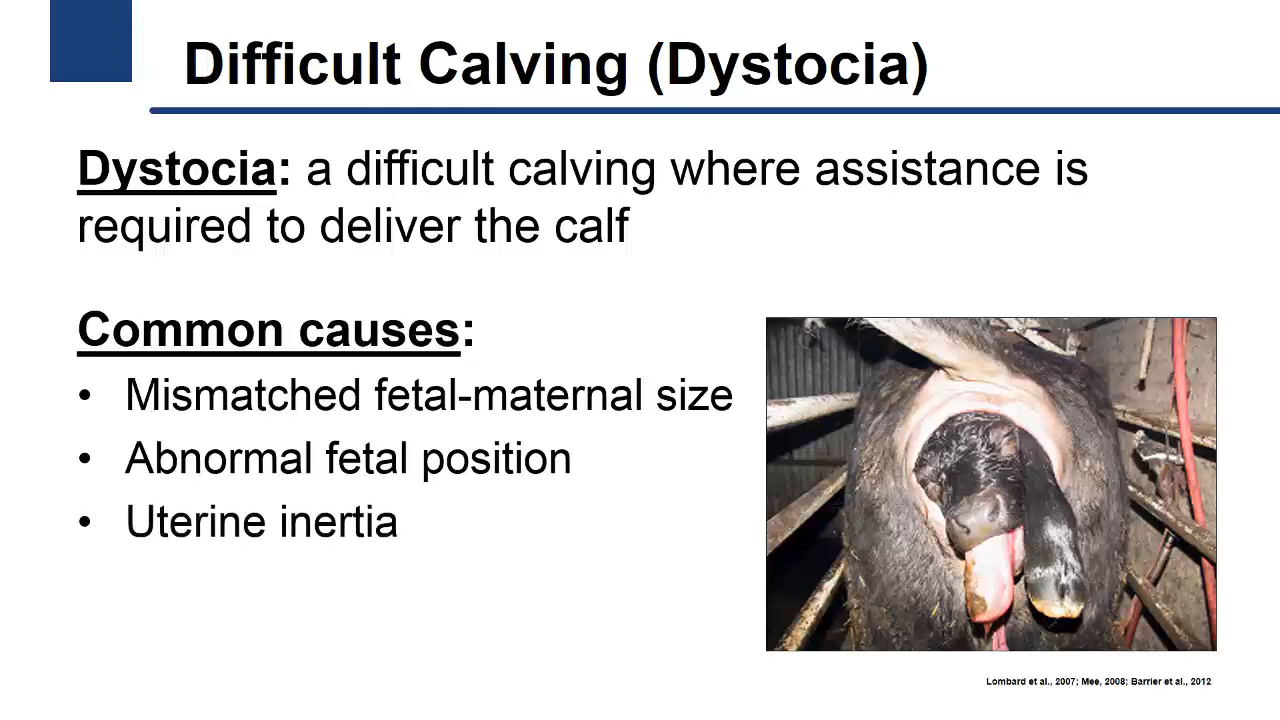 Difficult Calving (Dystocia)
Dystocia: a difficult calving where assistance is
required to deliver the calf
Common causes:
• Mismatched fetal-maternal size
• Abnormal fetal position
• Uterine inertia
Lombard et al., 2007; Mee, 2008; Barrier et al., 2012